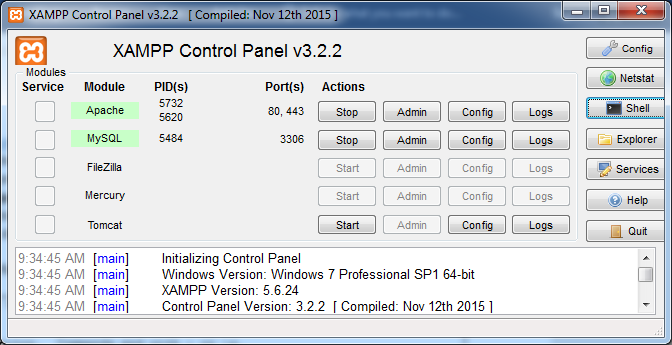 XAMPP Control Panel v3.2.2   [ Compiled: Nov 12th 2015 ]
XAMPP Control Panel v3.2.2
Config
Modules
Service Module PID(s) Port(s) Actions
Netstat
Apache 5732 5620 80, 443 Stop Admin Config Logs
Shell
MySQL 5484 3306 Stop Admin Config Logs
Explorer
FileZilla Start Admin Config Logs
Services
Mercury Start Admin Config Logs
Help
Tomcat Start Admin Config Logs
Quit
9:34:45 AM [main] Initializing Control Panel
9:34:45 AM [main] Windows Version: Windows 7 Professional SP1 64-bit
9:34:45 AM [main] XAMPP Version: 5.6.24
9:34:45 AM [main] Control Panel Version: 3.2.2  [ Compiled: Nov 12th 2015 ]